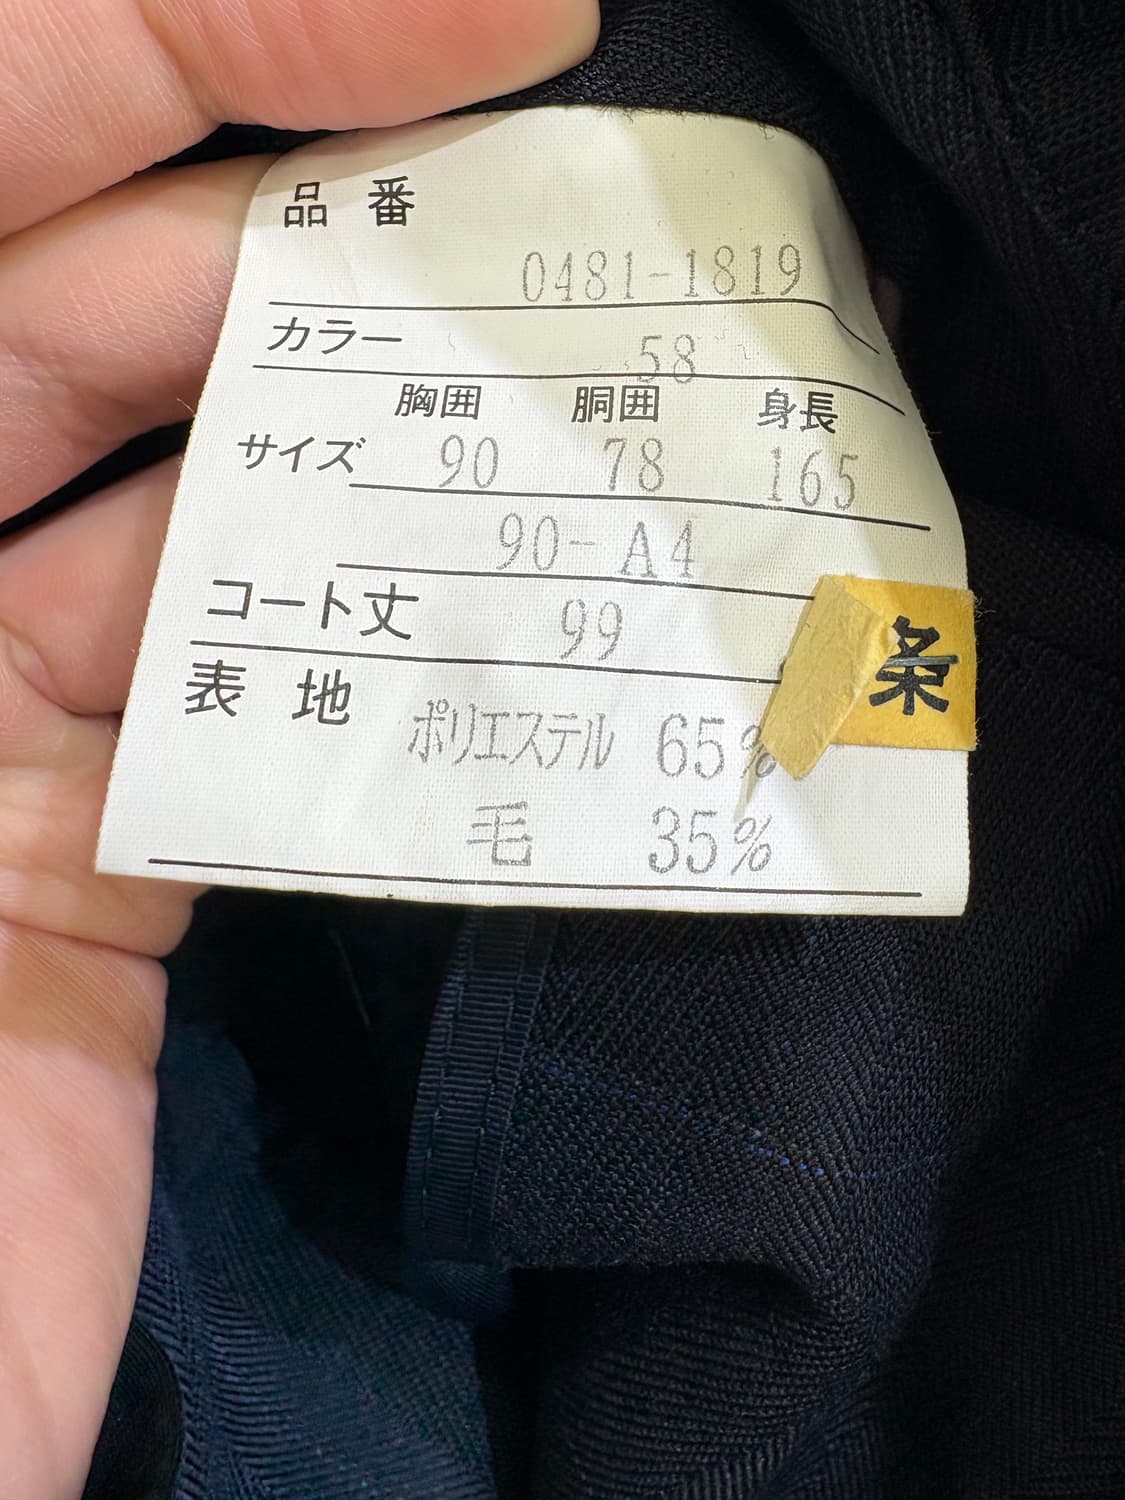 品 番
0481-1819
カラー 58
胸囲 胴囲 身長
サイズ 90 78 165
90- A4
コート丈 99
表 地 ポリエステル 65%
毛 35%
条